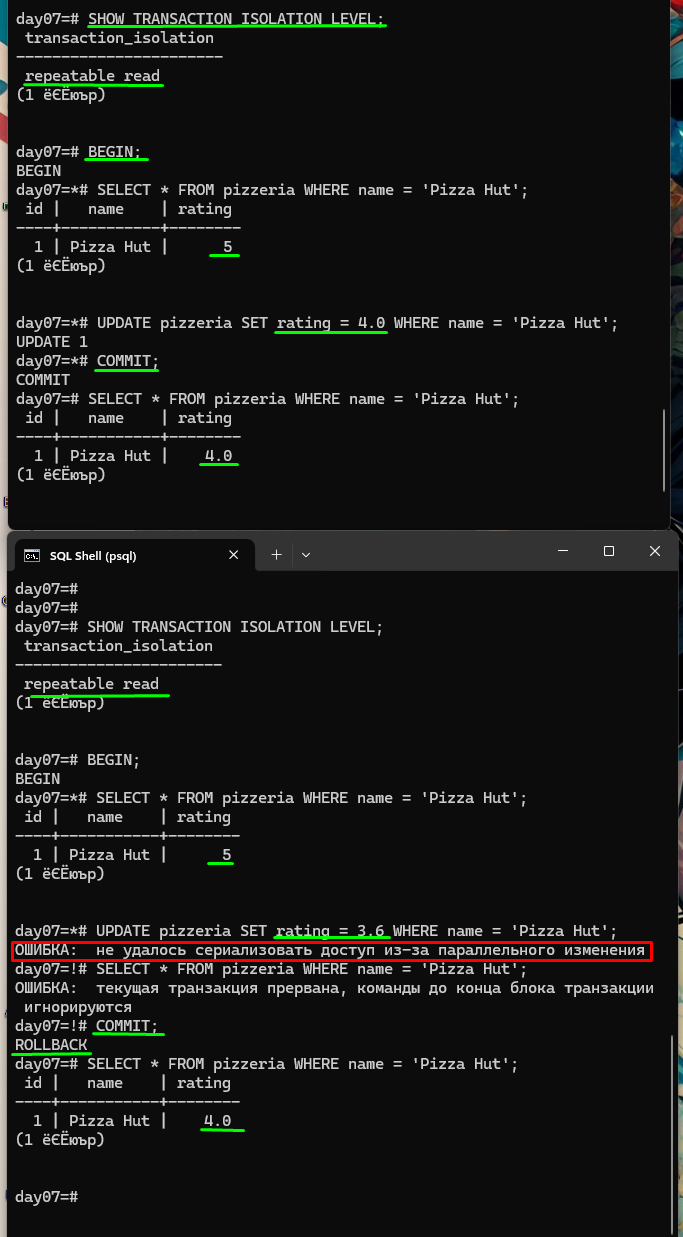 day07=# SHOW TRANSACTION ISOLATION LEVEL;
 transaction_isolation
-----------------------
 repeatable read
(1 ёЄЁюър)
day07=# BEGIN;
BEGIN
day07=*# SELECT * FROM pizzeria WHERE name = 'Pizza Hut';
 id |   name    | rating
----+-----------+--------
  1 | Pizza Hut |      5
(1 ёЄЁюър)
day07=*# UPDATE pizzeria SET rating = 4.0 WHERE name = 'Pizza Hut';
UPDATE 1
day07=*# COMMIT;
COMMIT
day07=# SELECT * FROM pizzeria WHERE name = 'Pizza Hut';
 id |   name    | rating
----+-----------+--------
  1 | Pizza Hut |    4.0
(1 ёЄЁюър)
SQL Shell (psql)
day07=#
day07=#
day07=# SHOW TRANSACTION ISOLATION LEVEL;
 transaction_isolation
-----------------------
 repeatable read
(1 ёЄЁюър)
day07=# BEGIN;
BEGIN
day07=*# SELECT * FROM pizzeria WHERE name = 'Pizza Hut';
 id |   name    | rating
----+-----------+--------
  1 | Pizza Hut |      5
(1 ёЄЁюър)
day07=*# UPDATE pizzeria SET rating = 3.6 WHERE name = 'Pizza Hut';
ОШИБКА:  не удалось сериализовать доступ из-за параллельного изменения
day07=!# SELECT * FROM pizzeria WHERE name = 'Pizza Hut';
ОШИБКА:  текущая транзакция прервана, команды до конца блока транзакции
 игнорируются
day07=!# COMMIT;
ROLLBACK
day07=# SELECT * FROM pizzeria WHERE name = 'Pizza Hut';
 id |   name    | rating
----+-----------+--------
  1 | Pizza Hut |    4.0
(1 ёЄЁюър)
day07=#